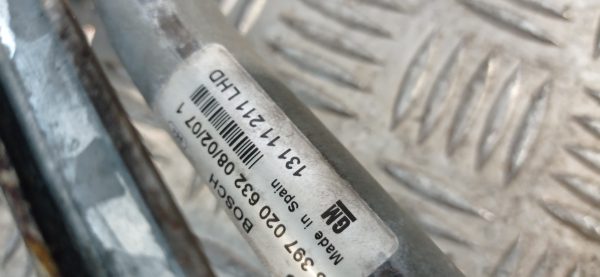 BOSCH
3 397 020 632 08/02/07 1
Made in Spain
GM
131 11 211 LHD